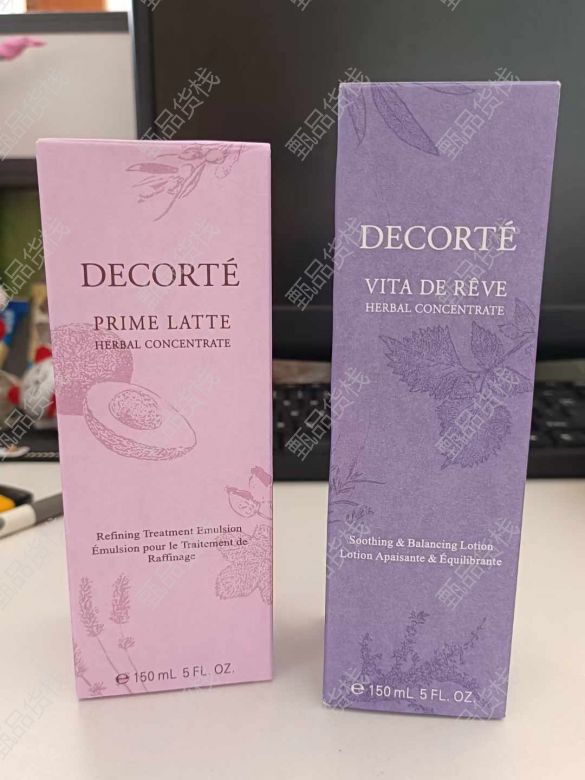 DECORTÉ
PRIME LATTE
HERBAL CONCENTRATE
Refining Treatment Emulsion
Émulsion pour le Traitement de
Raffinage
℮ 150 mL 5 FL. OZ.
DECORTÉ
VITA DE RÊVE
HERBAL CONCENTRATE
Soothing & Balancing Lotion
Lotion Apaisante & Équilibrante
℮ 150 mL 5 FL. OZ.
甄品货栈